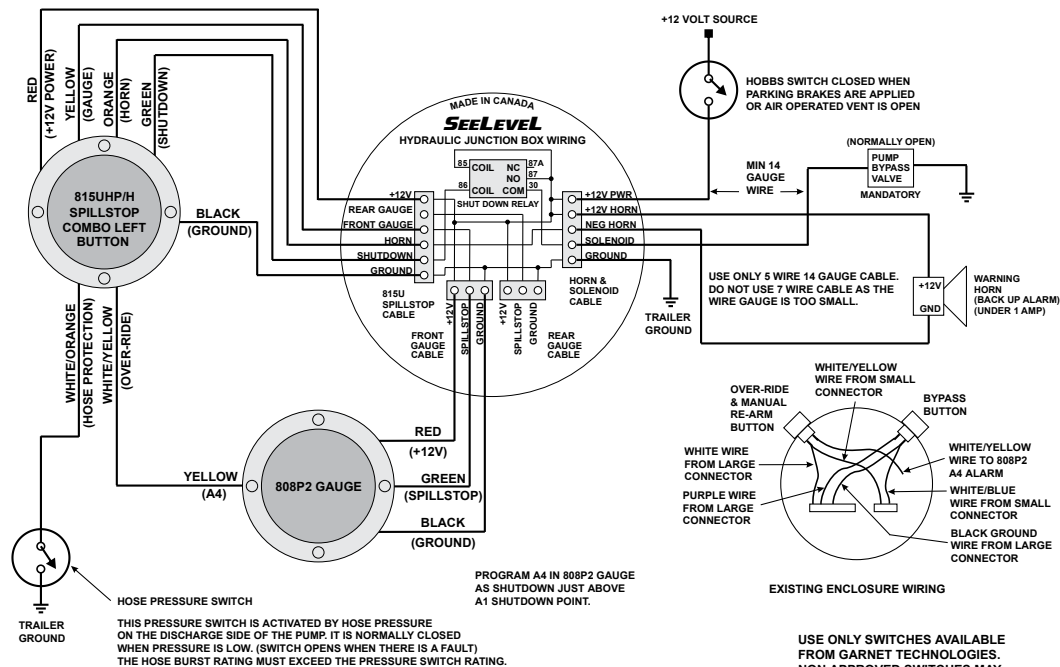 +12 VOLT SOURCE
HOBBS SWITCH CLOSED WHEN
PARKING BRAKES ARE APPLIED
OR AIR OPERATED VENT IS OPEN
RED
(+12V POWER)
YELLOW
(GAUGE)
ORANGE
(HORN)
GREEN
(SHUTDOWN)
MADE IN CANADA
SEELEVEL
HYDRAULIC JUNCTION BOX WIRING
85
COIL
NC
87A
NO
87
86
COIL
COM
30
SHUT DOWN RELAY
+12V
REAR GAUGE
FRONT GAUGE
HORN
SHUTDOWN
GROUND
+12V PWR
+12V HORN
NEG HORN
SOLENOID
GROUND
815U
SPILLSTOP
CABLE
HORN &
SOLENOID
CABLE
+12V
SPILLSTOP
GROUND
+12V
SPILLSTOP
GROUND
FRONT
GAUGE
CABLE
REAR
GAUGE
CABLE
MIN 14
GAUGE
WIRE
(NORMALLY OPEN)
PUMP
BYPASS
VALVE
MANDATORY
815UHP/H
SPILLSTOP
COMBO LEFT
BUTTON
BLACK
(GROUND)
TRAILER
GROUND
USE ONLY 5 WIRE 14 GAUGE CABLE.
DO NOT USE 7 WIRE CABLE AS THE
WIRE GAUGE IS TOO SMALL.
+12V
GND
WARNING
HORN
(BACK UP ALARM)
(UNDER 1 AMP)
WHITE/ORANGE
(HOSE PROTECTION)
WHITE/YELLOW
(OVER-RIDE)
WHITE/YELLOW
WIRE FROM SMALL
CONNECTOR
OVER-RIDE
& MANUAL
RE-ARM
BUTTON
BYPASS
BUTTON
WHITE WIRE
FROM LARGE
CONNECTOR
PURPLE WIRE
FROM LARGE
CONNECTOR
WHITE/YELLOW
WIRE TO 808P2
A4 ALARM
WHITE/BLUE
WIRE FROM SMALL
CONNECTOR
BLACK GROUND
WIRE FROM LARGE
CONNECTOR
EXISTING ENCLOSURE WIRING
YELLOW
(A4)
808P2 GAUGE
RED
(+12V)
GREEN
(SPILLSTOP)
BLACK
(GROUND)
PROGRAM A4 IN 808P2 GAUGE
AS SHUTDOWN JUST ABOVE
A1 SHUTDOWN POINT.
TRAILER
GROUND
HOSE PRESSURE SWITCH
THIS PRESSURE SWITCH IS ACTIVATED BY HOSE PRESSURE
ON THE DISCHARGE SIDE OF THE PUMP. IT IS NORMALLY CLOSED
WHEN PRESSURE IS LOW. (SWITCH OPENS WHEN THERE IS A FAULT)
THE HOSE BURST RATING MUST EXCEED THE PRESSURE SWITCH RATING.
USE ONLY SWITCHES AVAILABLE
FROM GARNET TECHNOLOGIES.
NON APPROVED SWITCHES MAY